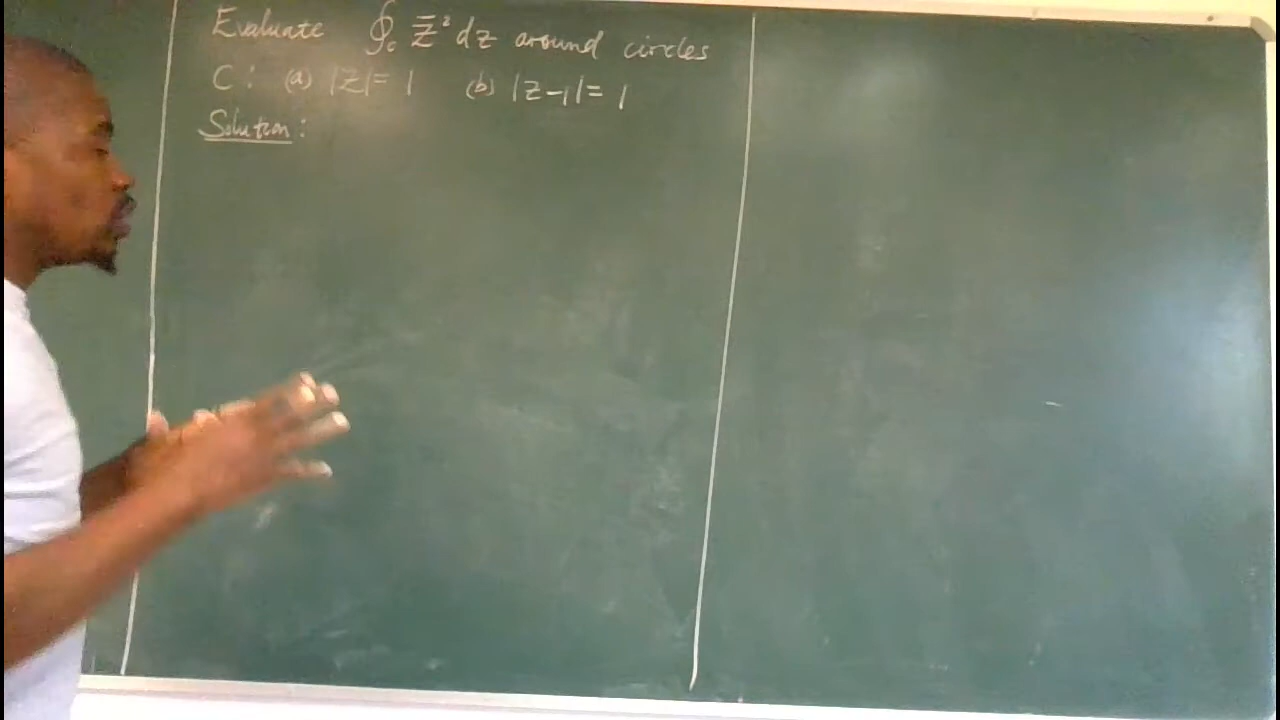 Evaluate ∮c z̄² dz around circles
C: (a) |z|= 1 (b) |z-1|= 1
Solution: